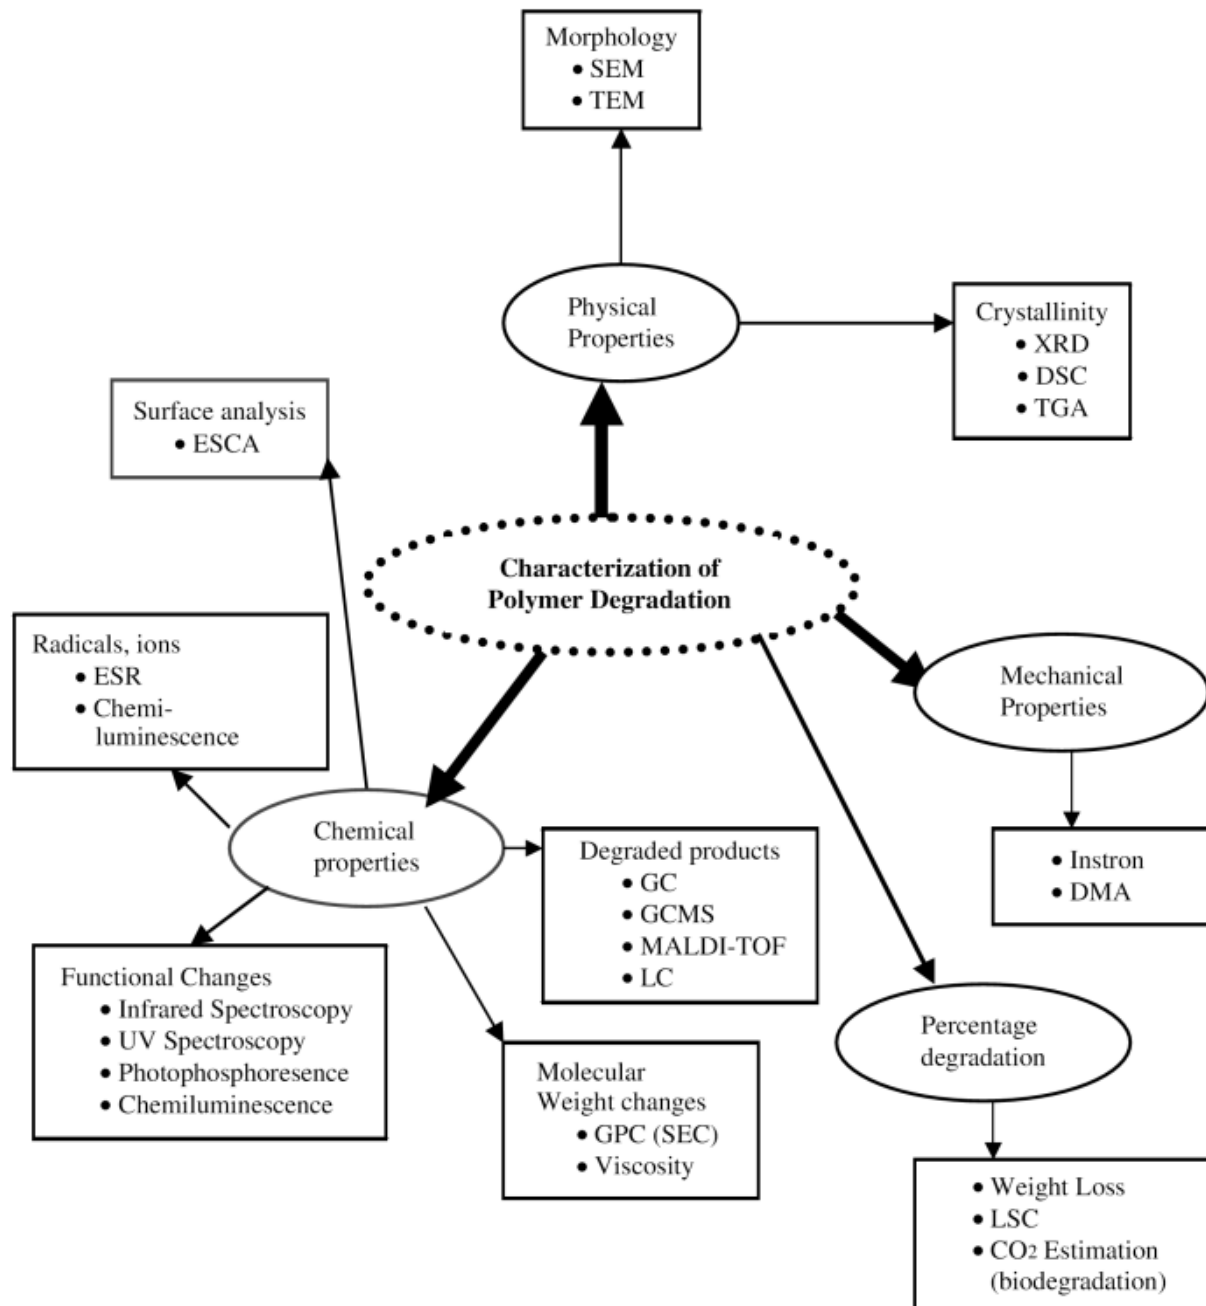 Morphology
• SEM
• TEM
Physical
Properties
Crystallinity
• XRD
• DSC
• TGA
Surface analysis
• ESCA
Characterization of
Polymer Degradation
Radicals, ions
• ESR
• Chemi-
luminescence
Mechanical
Properties
Chemical
properties
Degraded products
• GC
• GCMS
• MALDI-TOF
• LC
• Instron
• DMA
Functional Changes
• Infrared Spectroscopy
• UV Spectroscopy
• Photophosphoresence
• Chemiluminescence
Molecular
Weight changes
• GPC (SEC)
• Viscosity
Percentage
degradation
• Weight Loss
• LSC
• CO2 Estimation
(biodegradation)